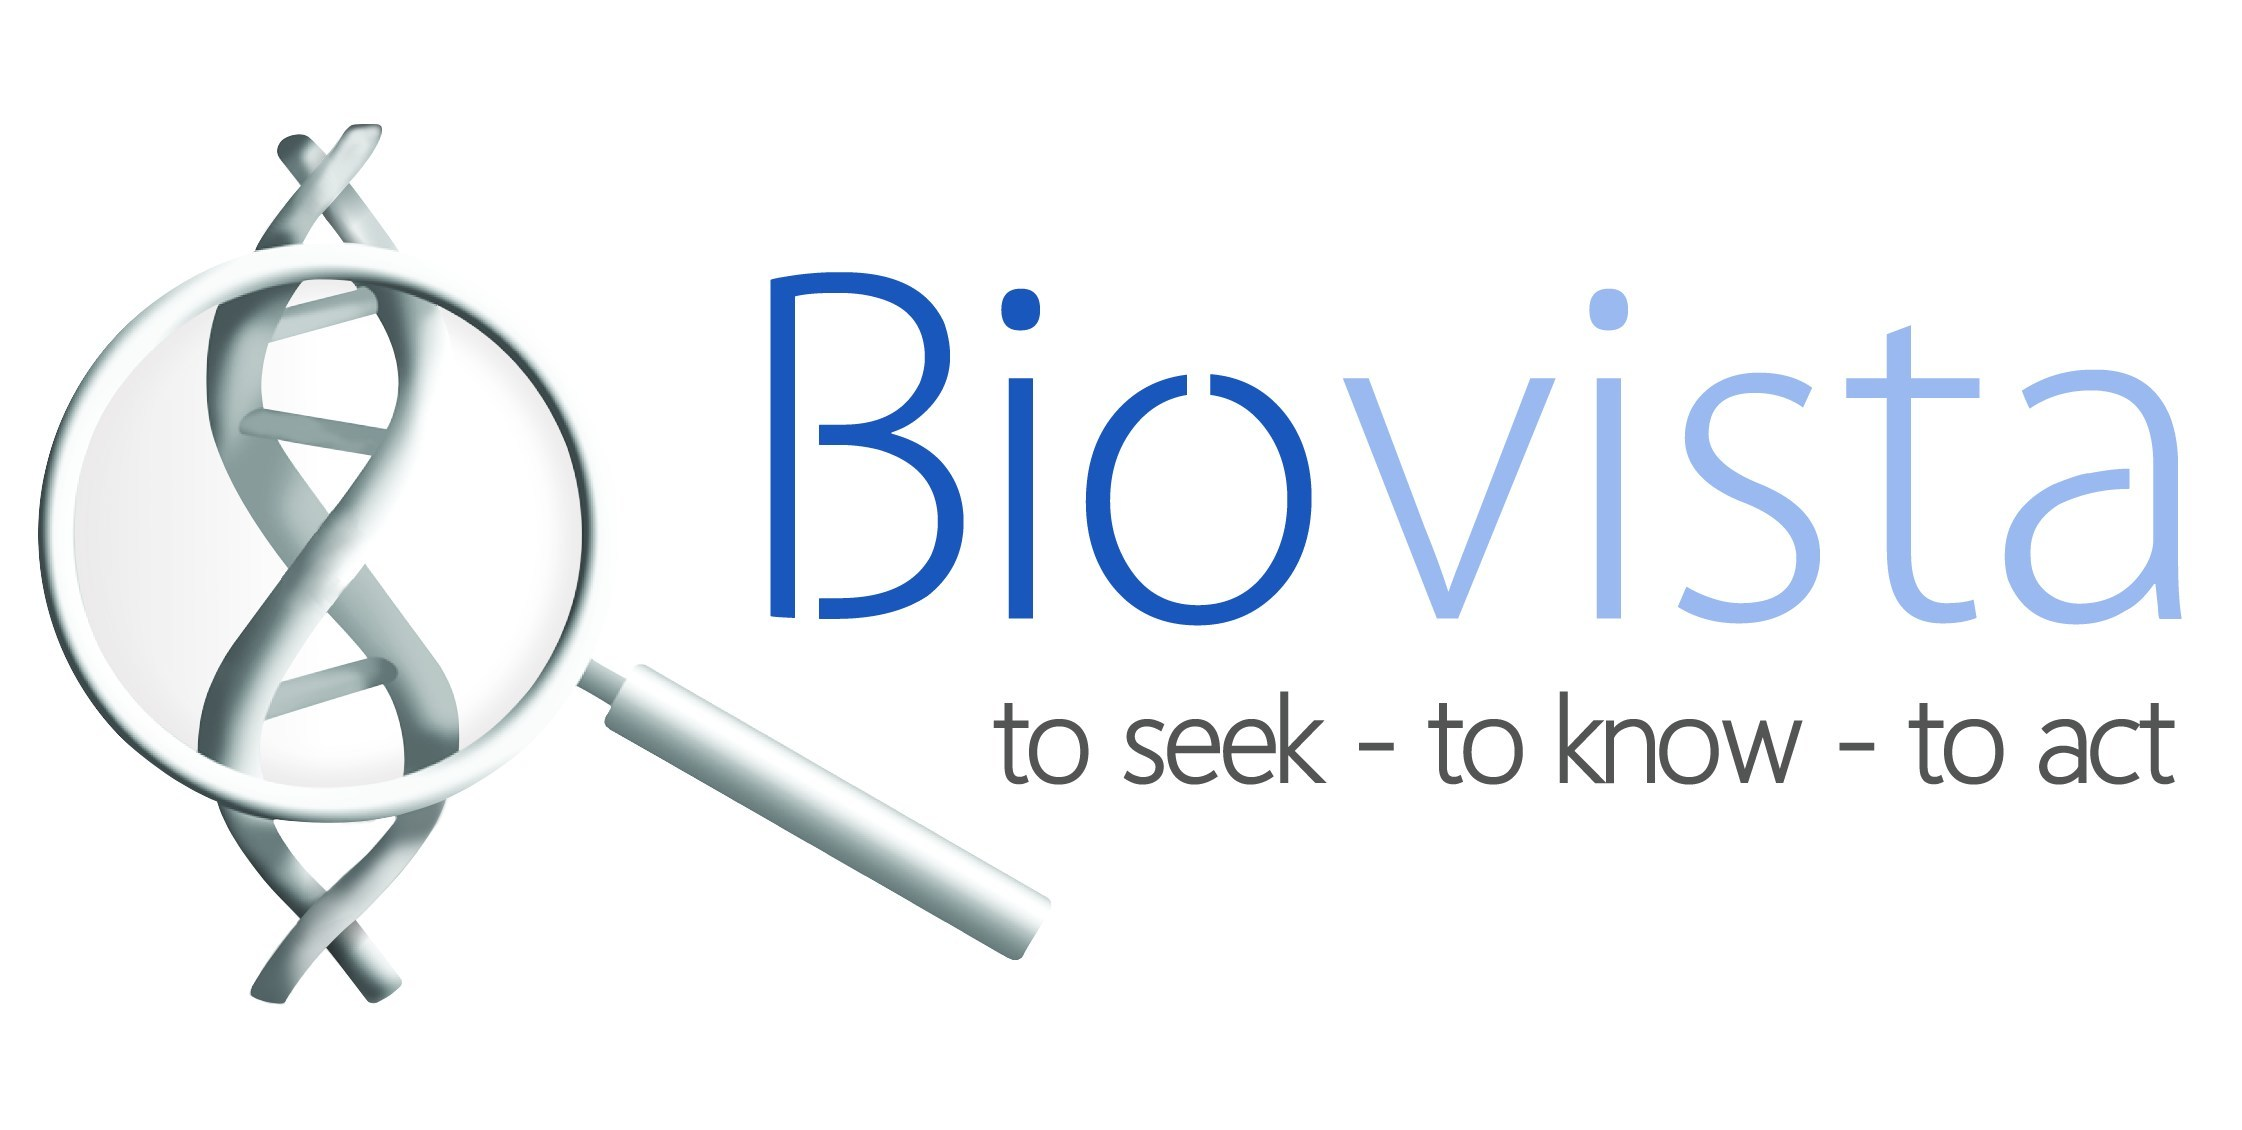 Biovista
to seek - to know - to act